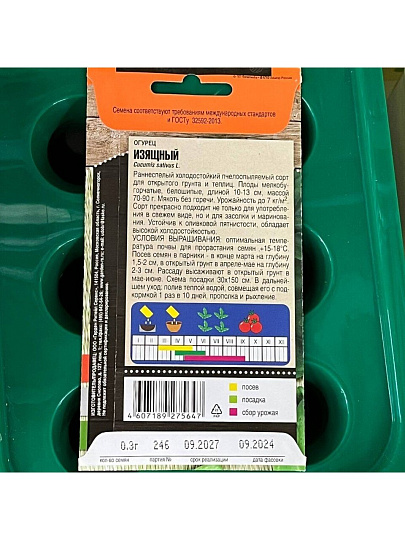 Семена соответствуют требованиям международных стандартов
и ГОСТу 32592-2013.
ОГУРЕЦ
ИЗЯЩНЫЙ
Cucumis sativus L.
Раннеспелый холодостойкий пчелоопыляемый сорт
для открытого грунта и теплиц. Плоды мелкобу-
горчатые, белошипые, длиной 10-13 см, массой
70-90 г. Мякоть без горечи. Урожайность до 7 кг/м².
Сорт прекрасно подходит не только для употребления
в свежем виде, но и для засолки и маринова-
ния. Устойчив к оливковой пятнистости, обладает
высокой холодостойкостью.
УСЛОВИЯ ВЫРАЩИВАНИЯ: оптимальная темпе-
ратура почвы для прорастания семян +15-18°С.
Посев семян в парники - в конце марта на глубину
1,5-2 см, в открытый грунт в апреле-мае на глубину
2-3 см. Рассаду высаживают в открытый грунт в
мае-июне. Схема посадки 30х150 см. В дальней-
шем уход: полив теплой водой, совмещая его с под-
кормкой 1 раз в 10 дней, прополка и рыхление.
I II III IV V VI VII VIII IX X XI XII
посев
посадка
сбор урожая
4 607189 275647
0.3г 246 09.2027 09.2024
кол-во семян партия № срок реализации дата фасовки